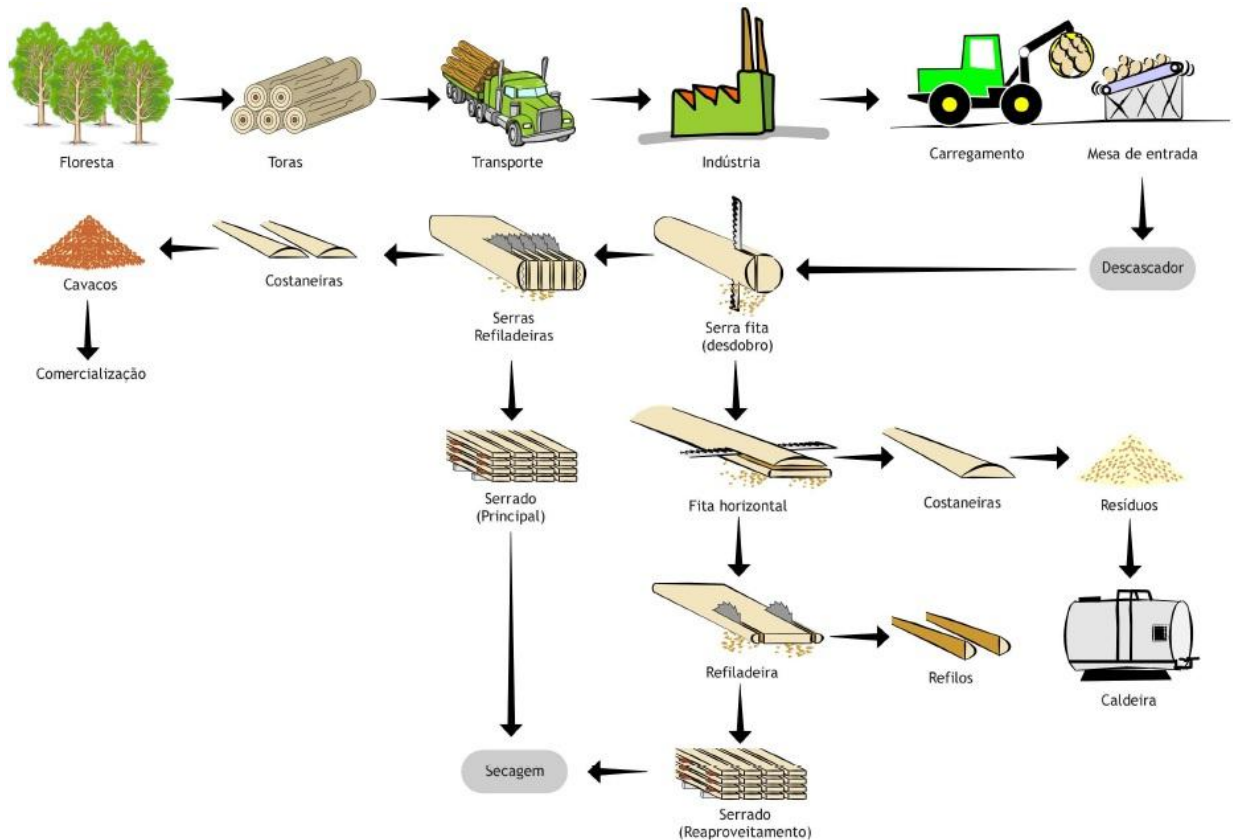 Floresta
Toras
Transporte
Indústria
Carregamento
Mesa de entrada
Cavacos
Costaneiras
Serras
Refiladeiras
Serra fita
(desdobro)
Descascador
Comercialização
Serrado
(Principal)
Fita horizontal
Costaneiras
Resíduos
Refiladeira
Refilos
Caldeira
Secagem
Serrado
(Reaproveitamento)